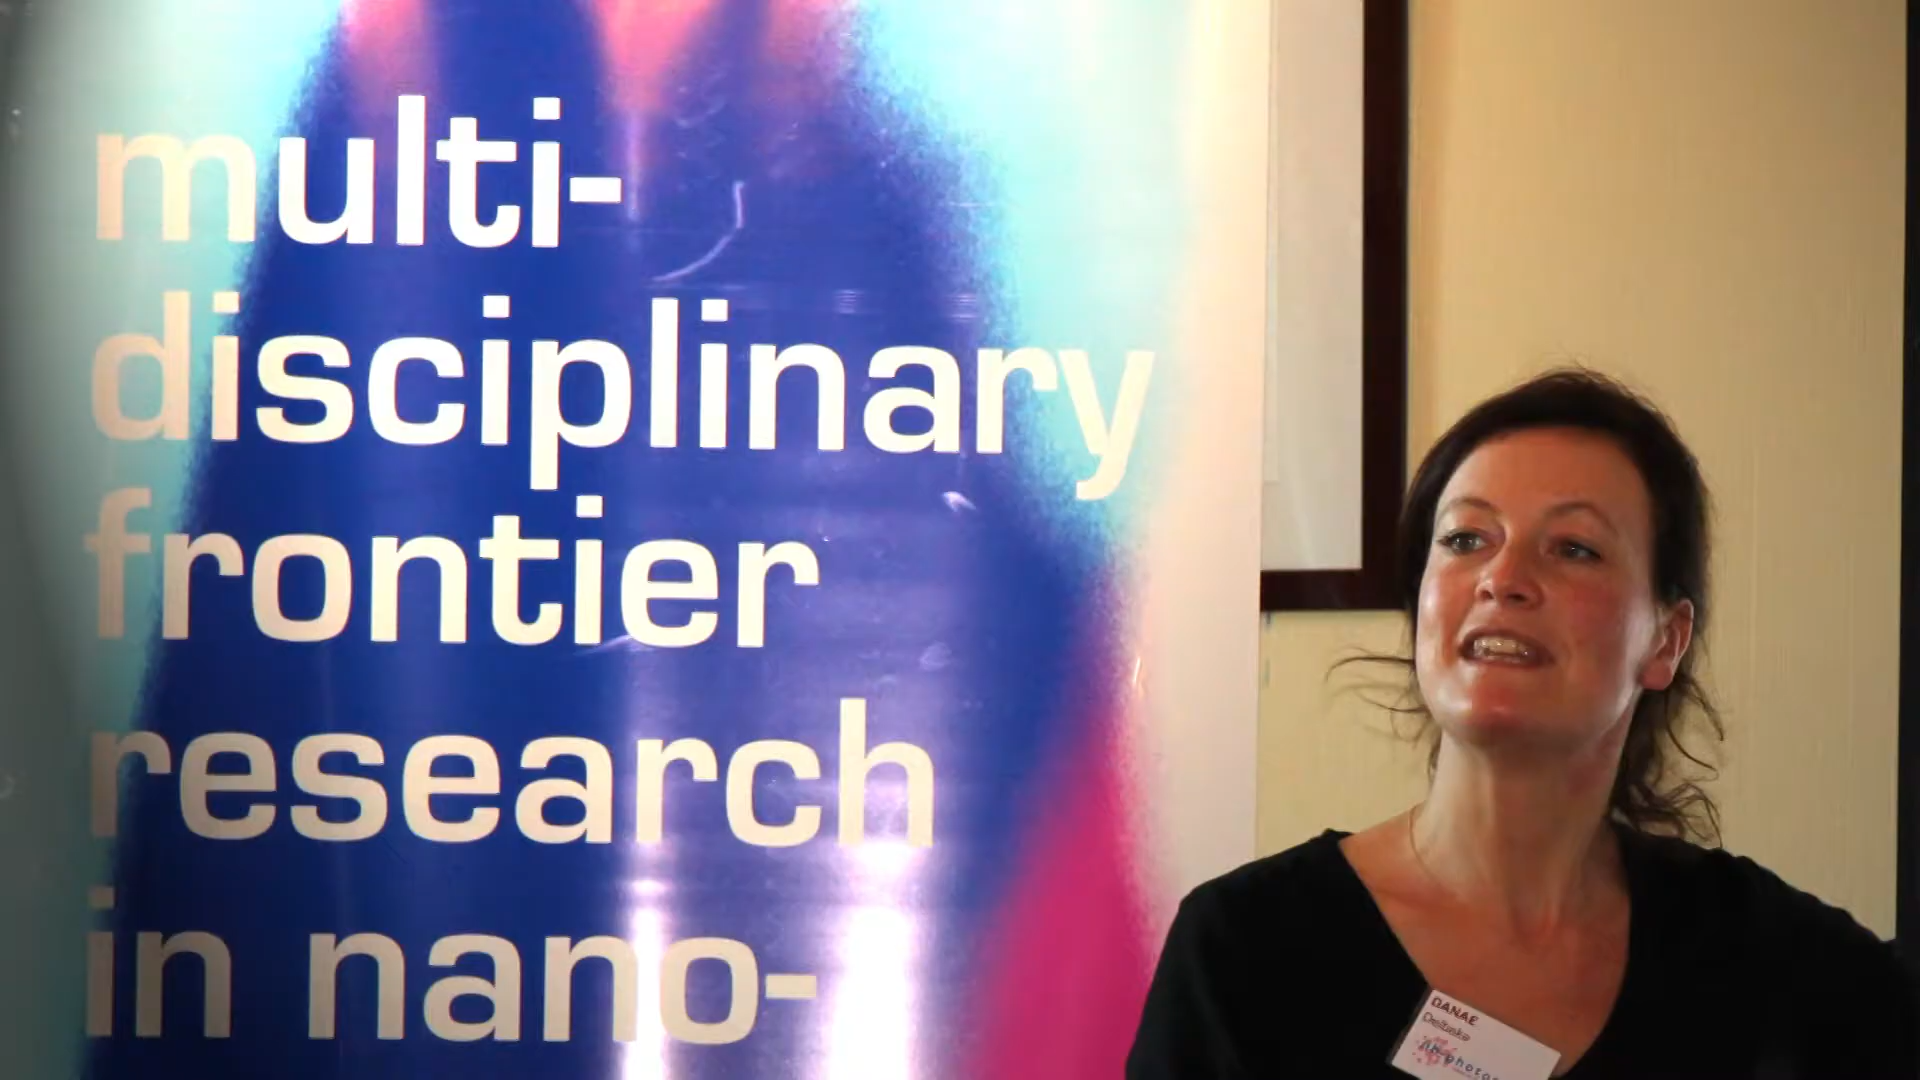 multi-
disciplinary
frontier
research
in nano-
DANAE